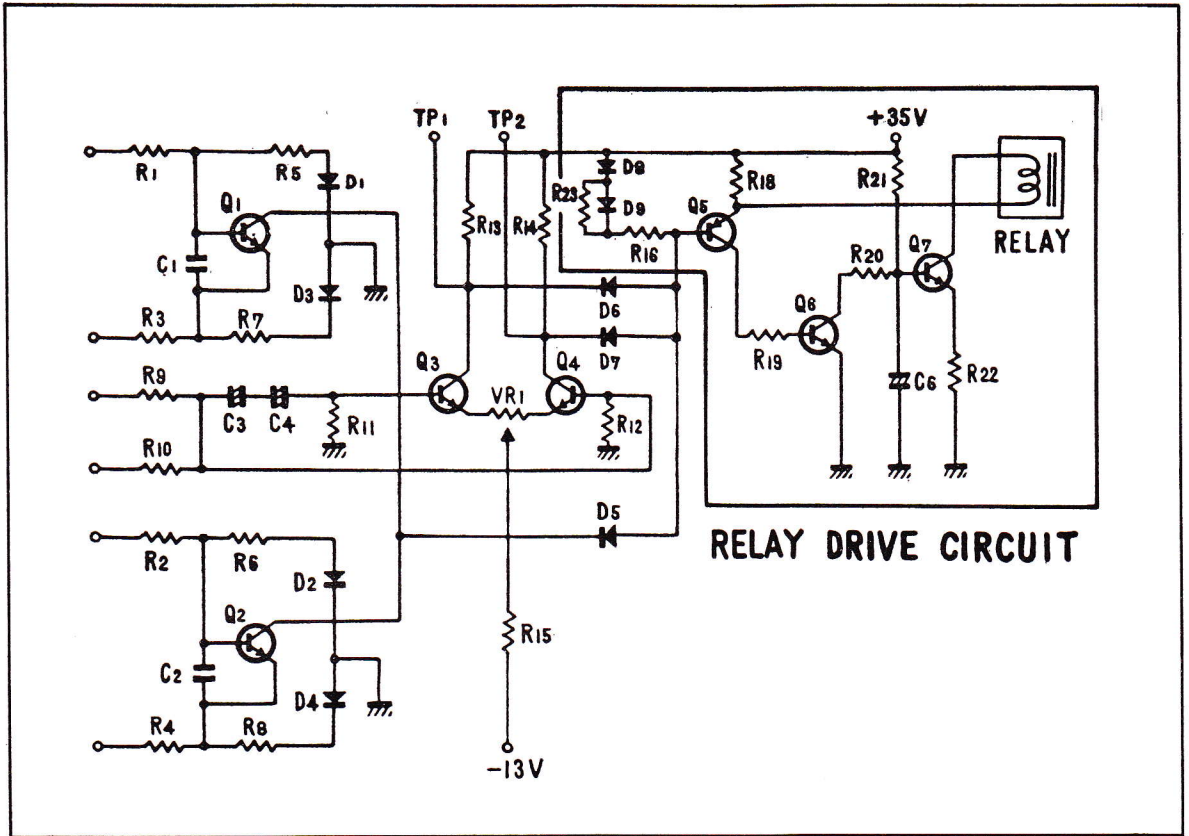 TP1 TP2 +35V
R1 R5 D1 D8 R18 R21
R23
Q1 D9 Q5
R13 R14 R16 RELAY
C1 R20 Q7
D3 D6 Q6
R3 R7 D7 R19
Q3 Q4 C6 R22
R9 VR1
C3 C4 R11 R12
R10
D5
RELAY DRIVE CIRCUIT
R2 R6 D2
Q2 R15
C2
D4
R4 R8
-13V